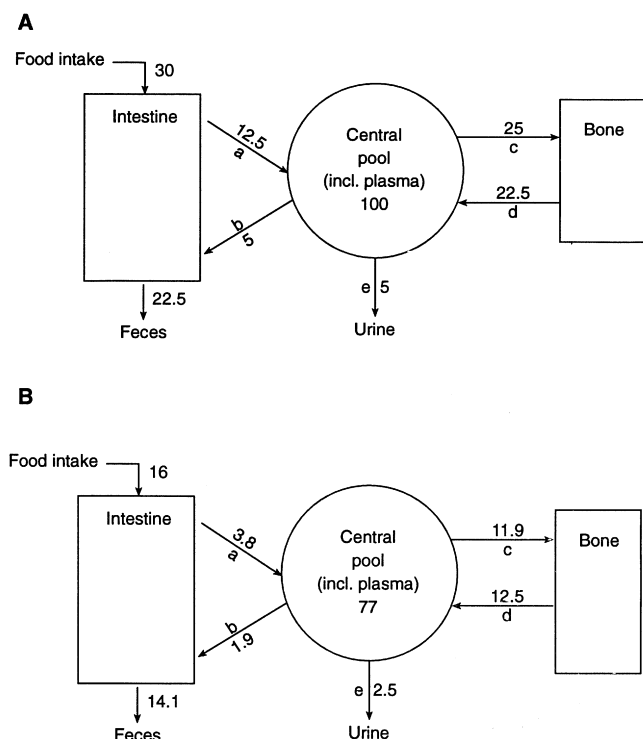 A
Food intake
30
Intestine
12.5
a
b
5
22.5
Feces
Central
pool
(incl. plasma)
100
25
c
22.5
d
Bone
e 5
Urine
B
Food intake
16
Intestine
3.8
a
b
1.9
14.1
Feces
Central
pool
(incl. plasma)
77
11.9
c
12.5
d
Bone
e 2.5
Urine